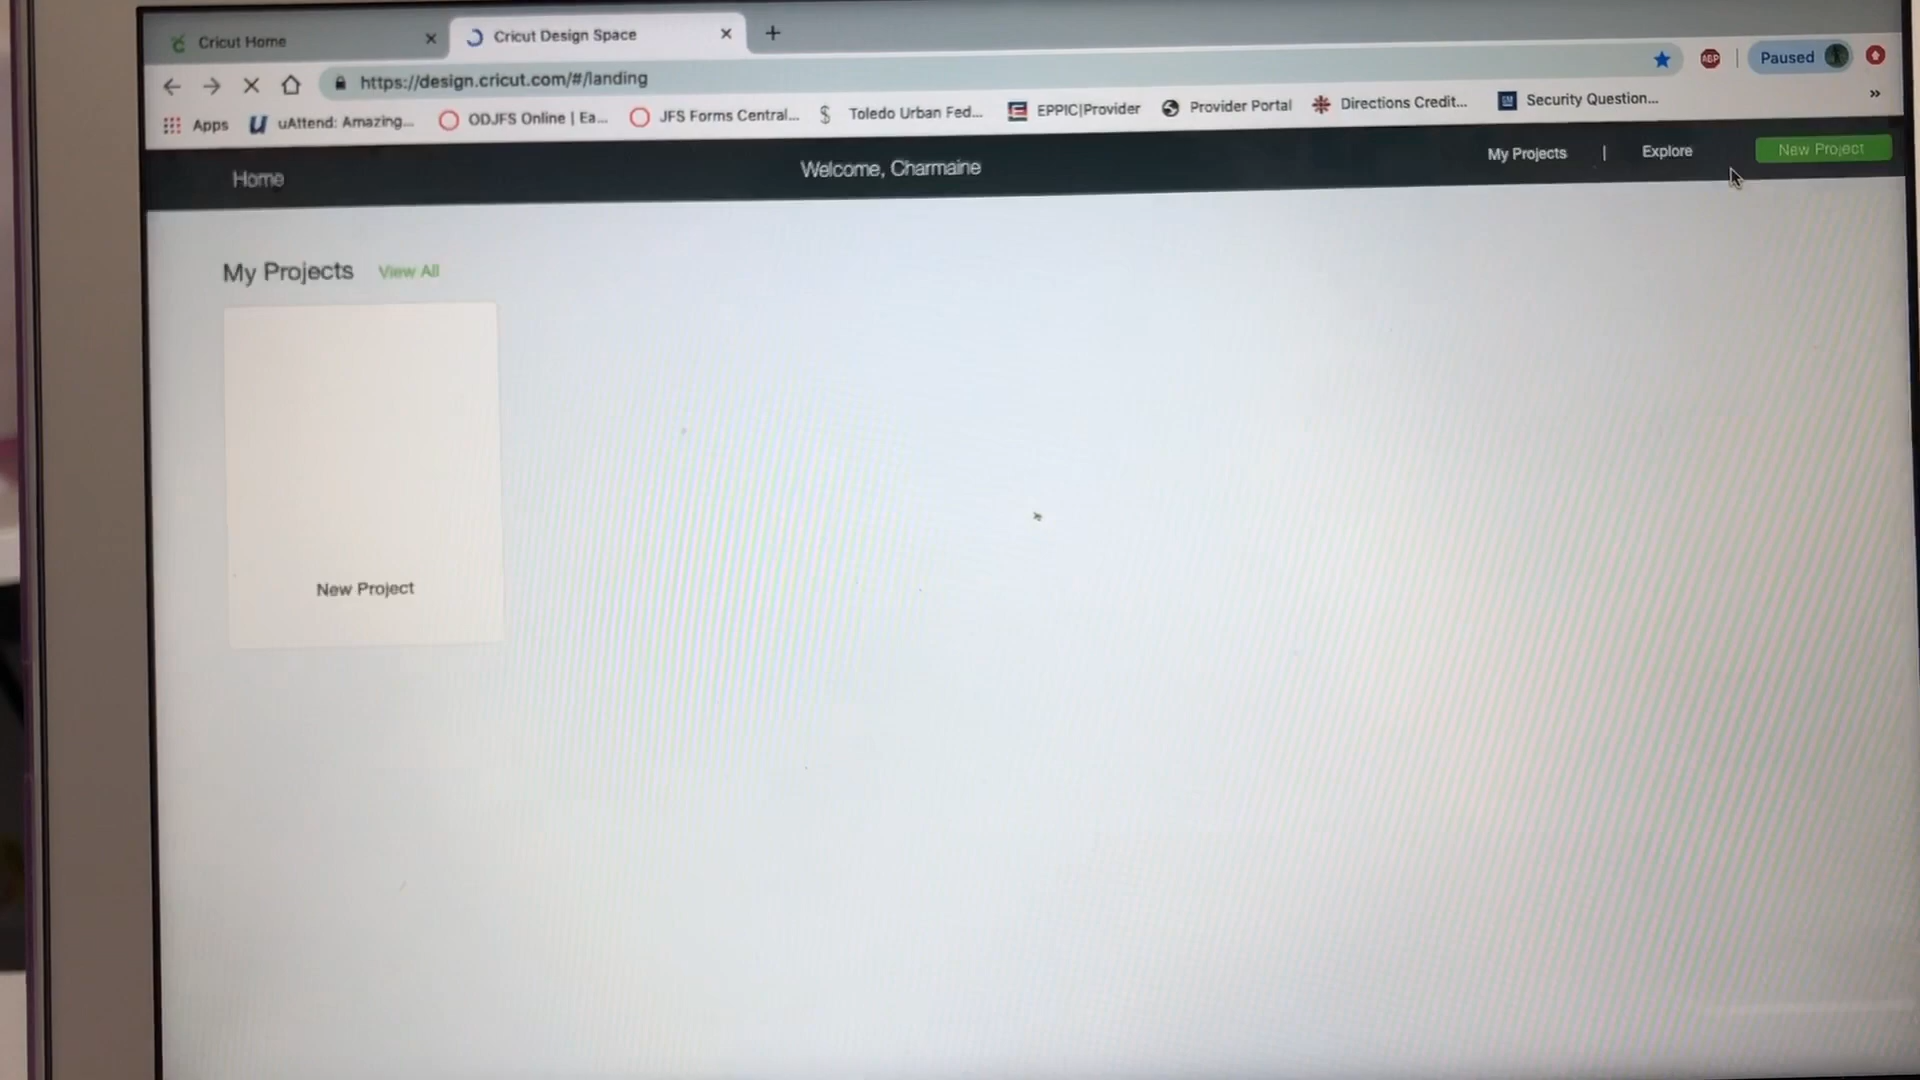 Cricut Home
Cricut Design Space
https://design.cricut.com/#/landing
ABP
Paused
Apps
uAttend: Amazing...
ODJFS Online | Ea...
JFS Forms Central...
Toledo Urban Fed...
EPPIC|Provider
Provider Portal
Directions Credit...
Security Question...
Home
Welcome, Charmaine
My Projects | Explore
New Project
My Projects View All
New Project